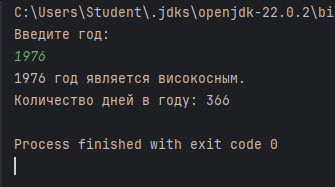 C:\Users\Student\.jdks\openjdk-22.0.2\bi
Введите год:
1976
1976 год является високосным.
Количество дней в году: 366
Process finished with exit code 0